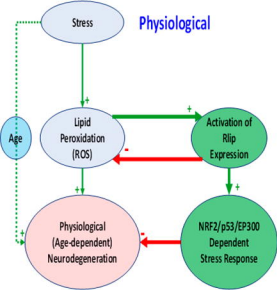 Stress
Physiological
+
Lipid
Peroxidation
(ROS)
+
-
Activation of
Rlip
Expression
Age
+
+
+
Physiological
(Age-dependent)
Neurodegeneration
-
NRF2/p53/EP300
Dependent
Stress Response